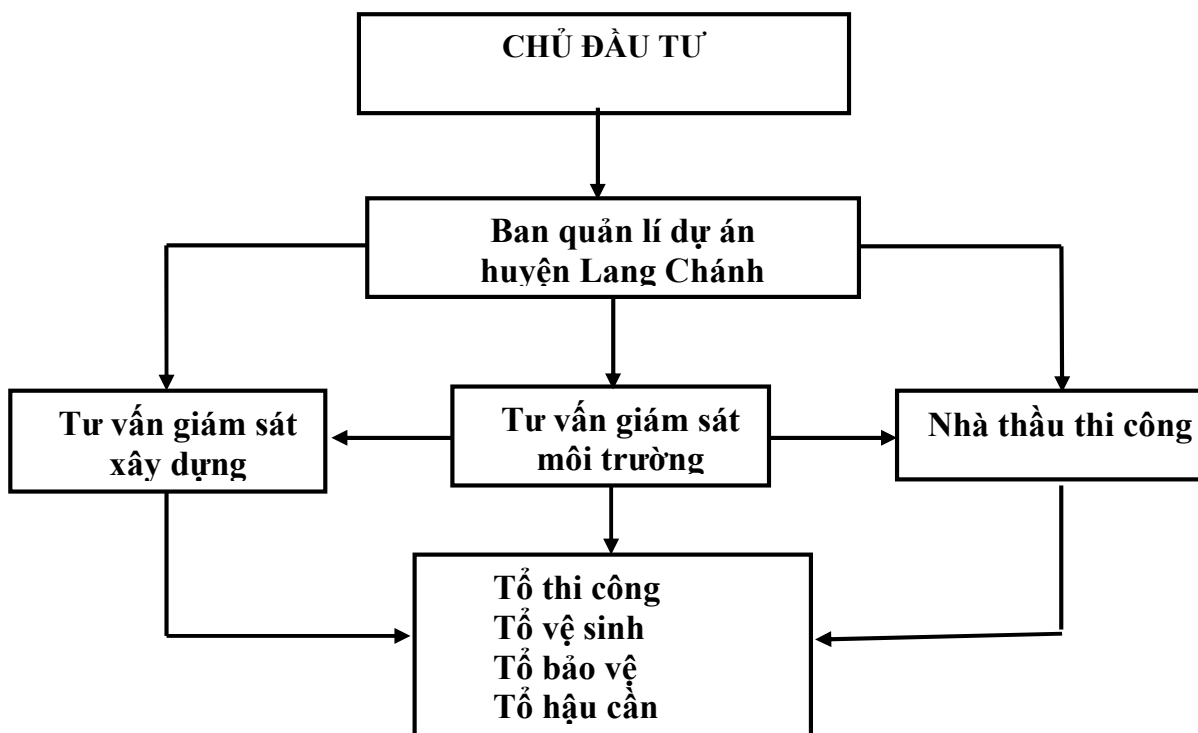 CHỦ ĐẦU TƯ
Ban quản lí dự án
huyện Lang Chánh
Tư vấn giám sát
xây dựng
Tư vấn giám sát
môi trường
Nhà thầu thi công
Tổ thi công
Tổ vệ sinh
Tổ bảo vệ
Tổ hậu cần